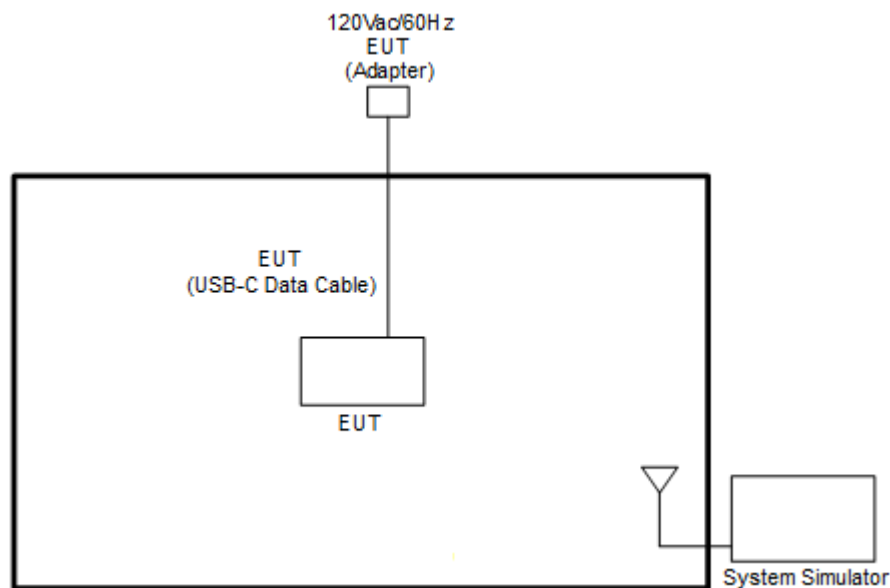 120Vac/60Hz
EUT
(Adapter)
EUT
(USB-C Data Cable)
EUT
System Simulator